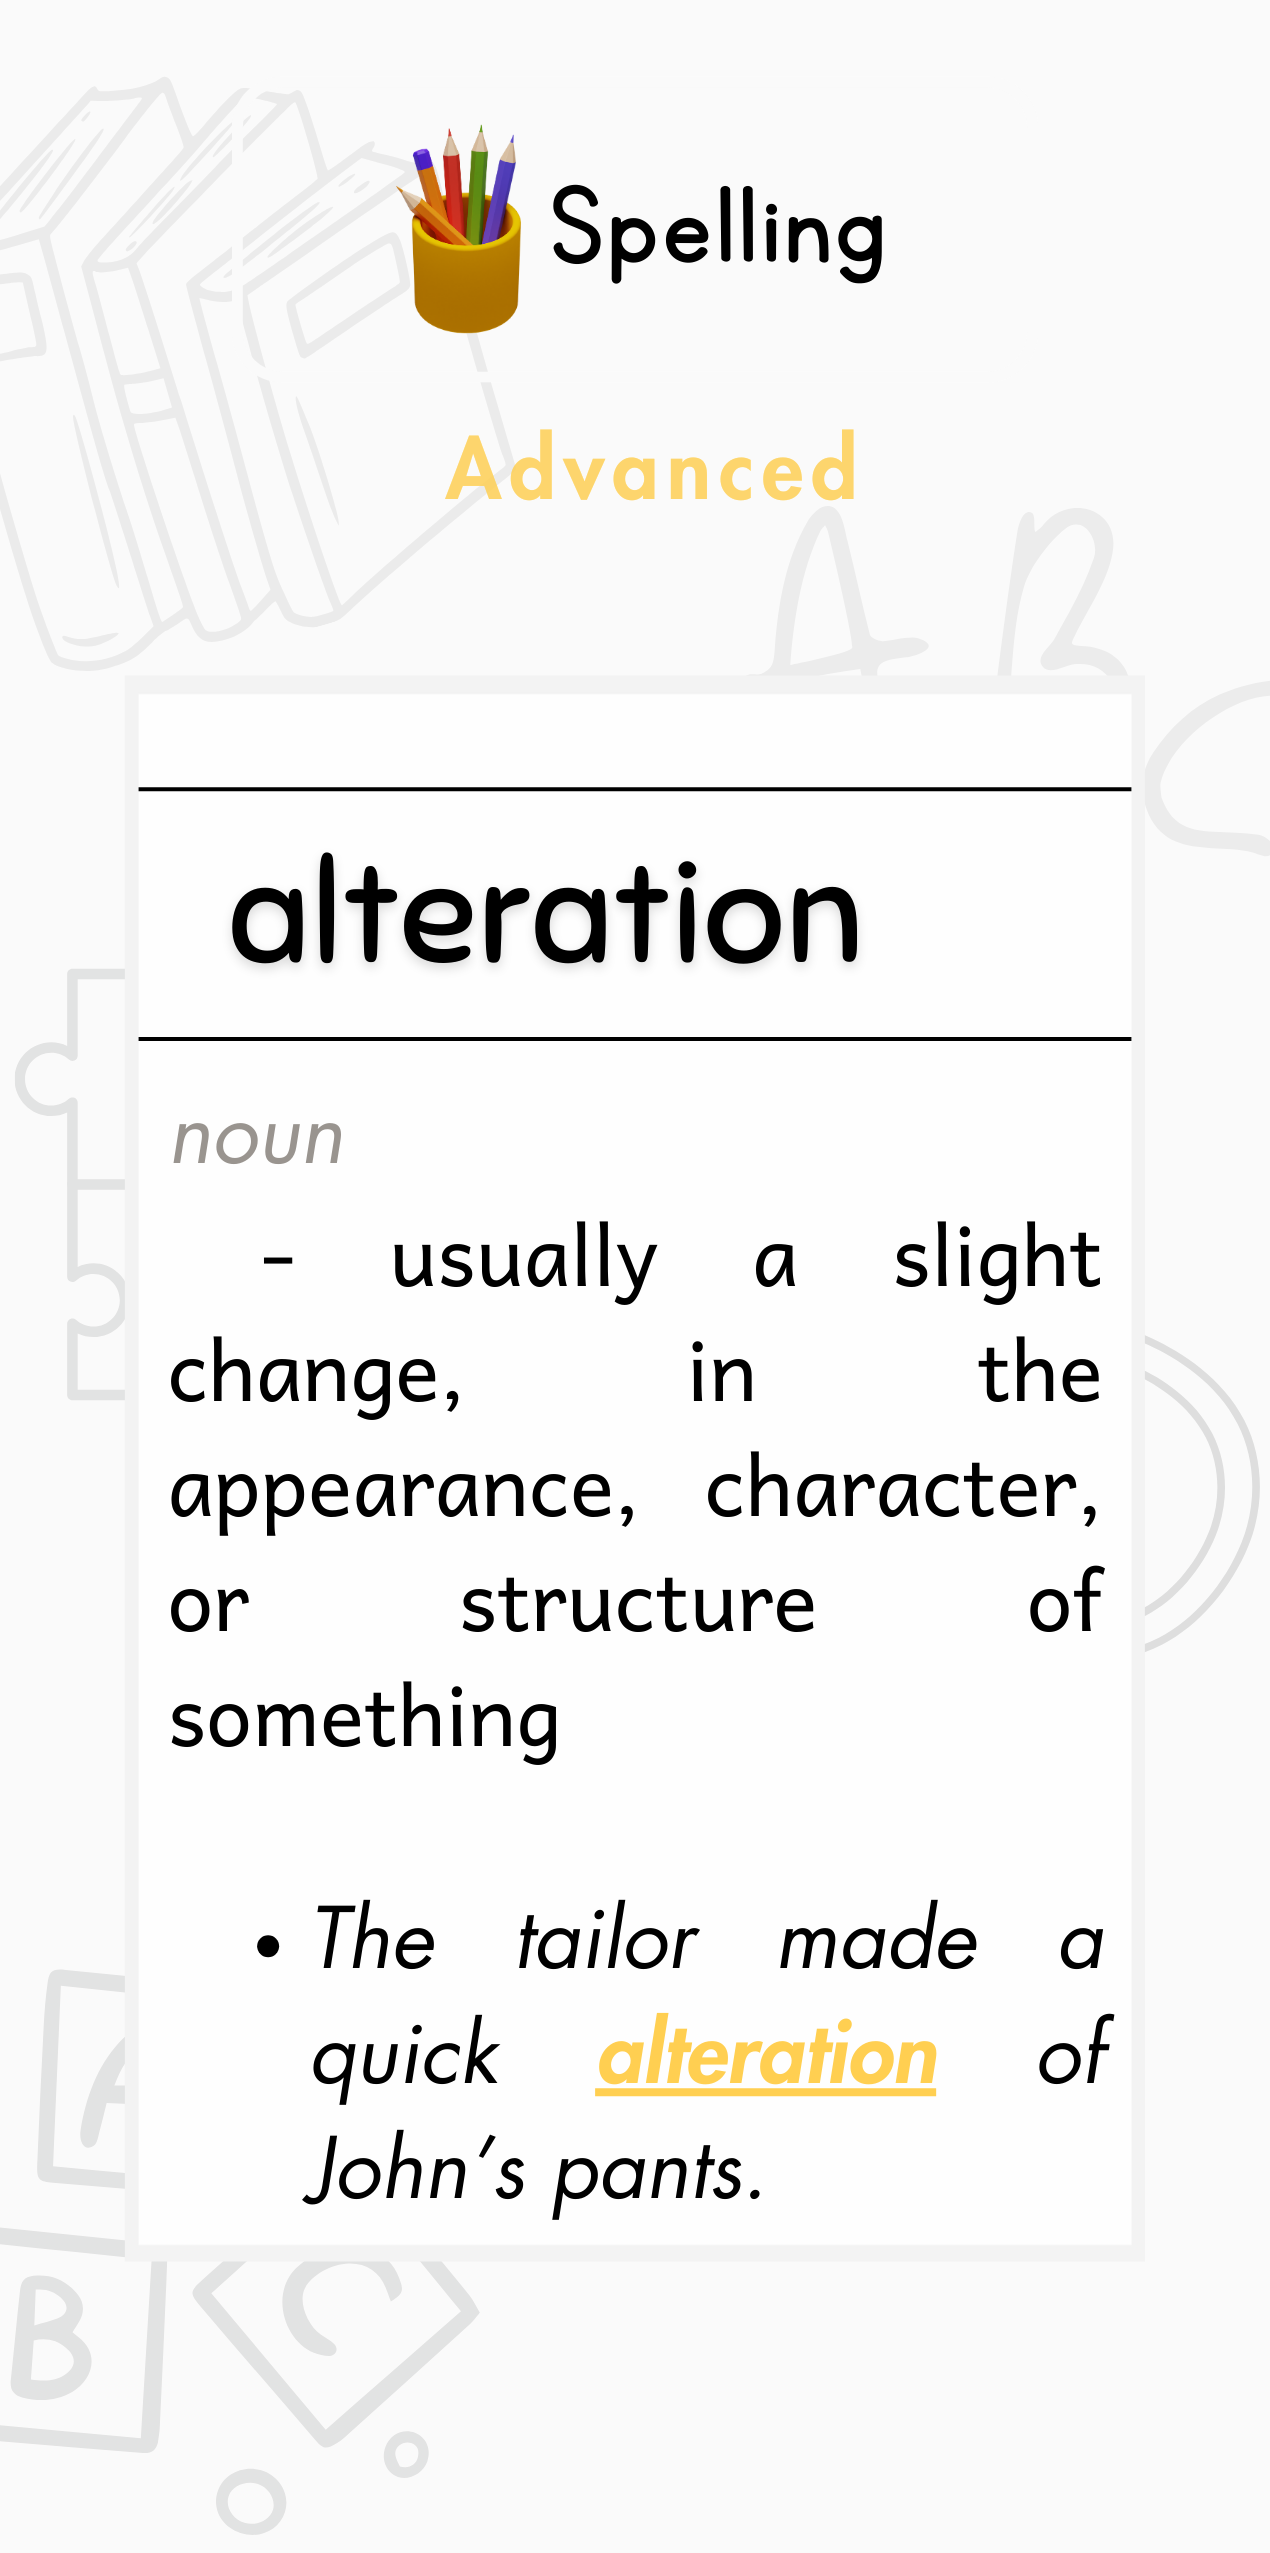 Spelling
Advanced
A B
C
alteration
noun
- usually a slight
change, in the
appearance, character,
or structure of
something
• The tailor made a
quick alteration of
John's pants.
A
B C